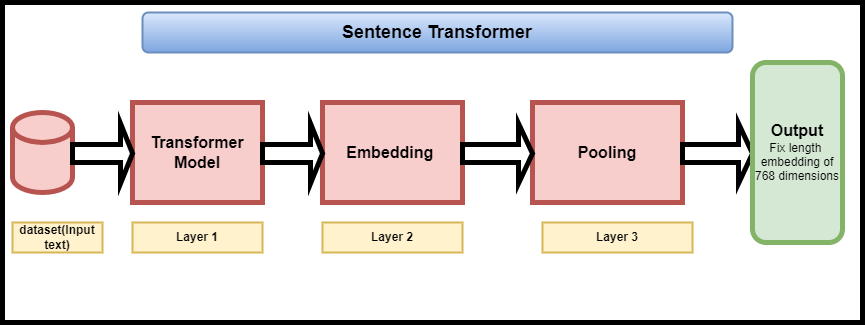 Sentence Transformer
Transformer
Model
Embedding
Pooling
Output
Fix length
embedding of
768 dimensions
dataset(Input
text)
Layer 1
Layer 2
Layer 3